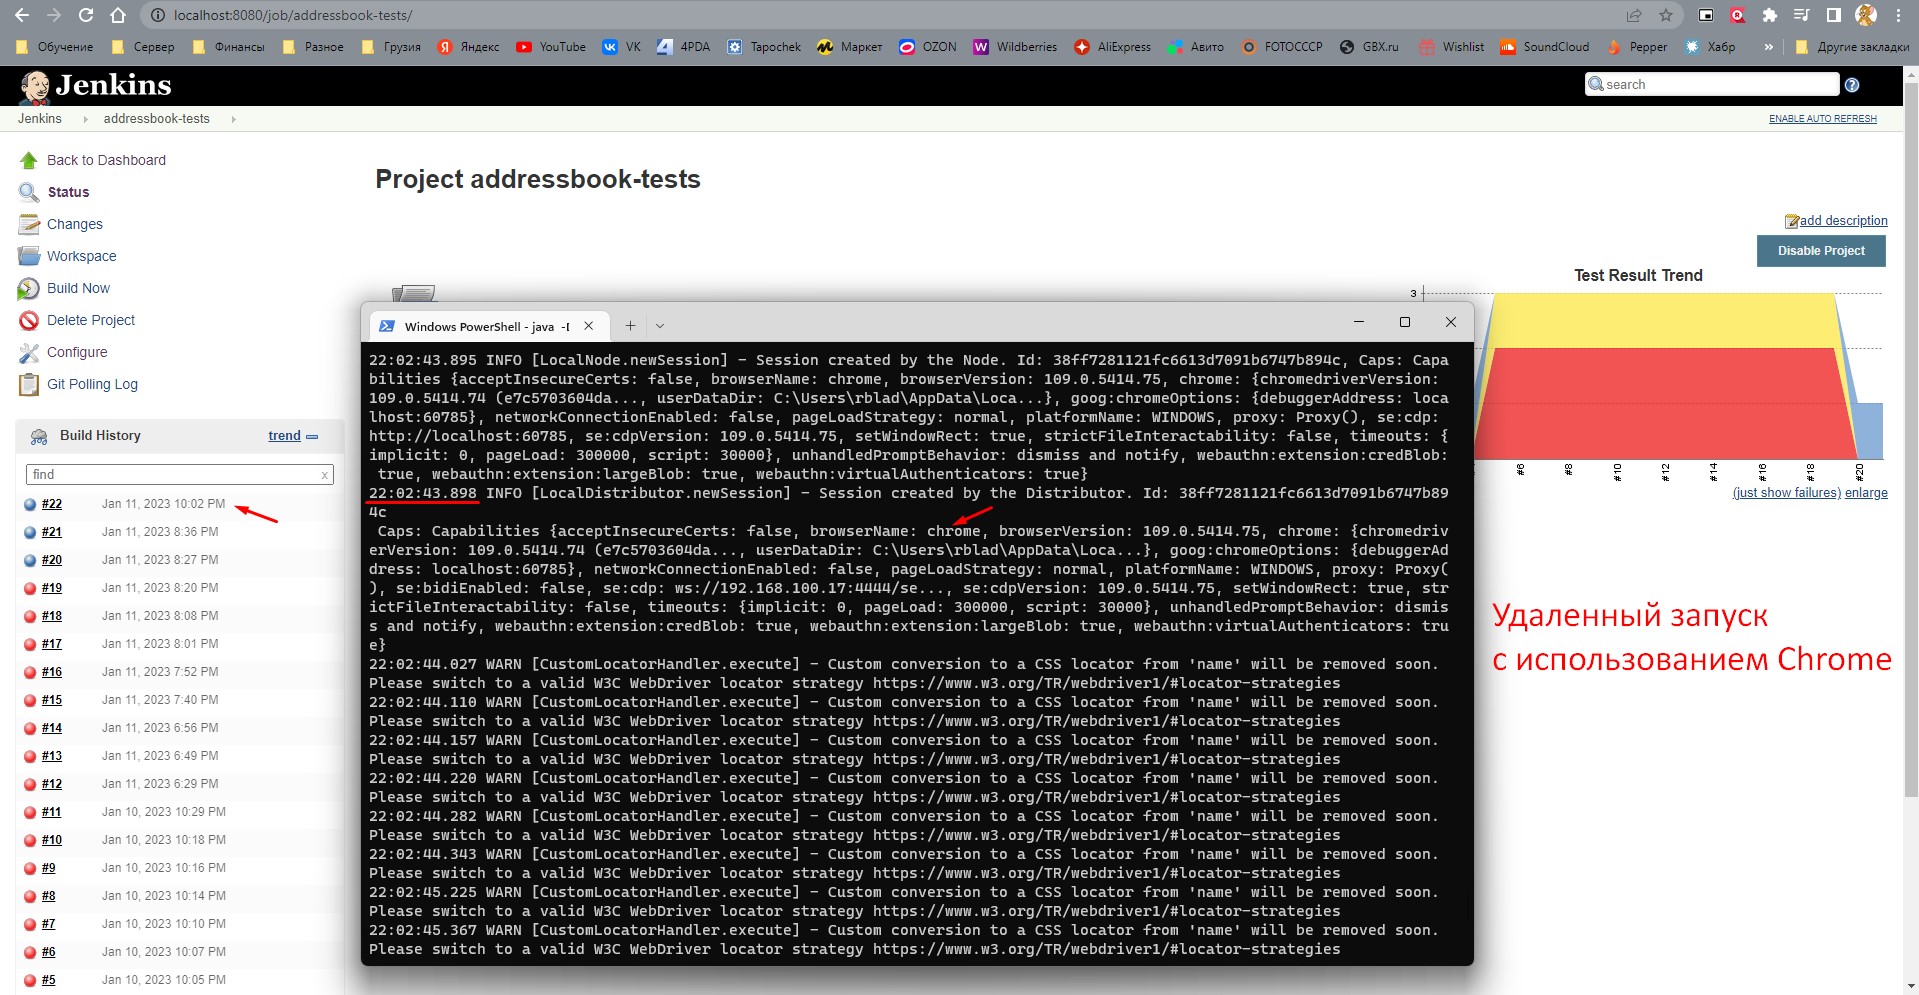 localhost:8080/job/addressbook-tests/
Обучение Сервер Финансы Разное Грузия Яндекс YouTube VK 4PDA Tapochek Маркет OZON Wildberries AliExpress Авито FOTOCCCP GBX.ru Wishlist SoundCloud Pepper Хабр » Другие закладки
Jenkins
search
Jenkins addressbook-tests
ENABLE AUTO REFRESH
Back to Dashboard
Status
Changes
Workspace
Build Now
Delete Project
Configure
Git Polling Log
Project addressbook-tests
add description
Disable Project
Test Result Trend
3
#6 #8 #10 #12 #14 #16 #18 #20
(just show failures) enlarge
Build History
trend
find x
#22 Jan 11, 2023 10:02 PM
#21 Jan 11, 2023 8:36 PM
#20 Jan 11, 2023 8:27 PM
#19 Jan 11, 2023 8:20 PM
#18 Jan 11, 2023 8:08 PM
#17 Jan 11, 2023 8:01 PM
#16 Jan 11, 2023 7:52 PM
#15 Jan 11, 2023 7:40 PM
#14 Jan 11, 2023 6:56 PM
#13 Jan 11, 2023 6:49 PM
#12 Jan 11, 2023 6:29 PM
#11 Jan 10, 2023 10:29 PM
#10 Jan 10, 2023 10:18 PM
#9 Jan 10, 2023 10:16 PM
#8 Jan 10, 2023 10:14 PM
#7 Jan 10, 2023 10:10 PM
#6 Jan 10, 2023 10:07 PM
#5 Jan 10, 2023 10:05 PM
Windows PowerShell - java -[
22:02:43.895 INFO [LocalNode.newSession] - Session created by the Node. Id: 38ff7281121fc6613d7091b6747b894c, Caps: Capa
bilities {acceptInsecureCerts: false, browserName: chrome, browserVersion: 109.0.5414.75, chrome: {chromedriverVersion:
109.0.5414.74 (e7c5703604da..., userDataDir: C:\Users\rblad\AppData\Loca...}, goog:chromeOptions: {debuggerAddress: loca
lhost:60785}, networkConnectionEnabled: false, pageLoadStrategy: normal, platformName: WINDOWS, proxy: Proxy(), se:cdp:
http://localhost:60785, se:cdpVersion: 109.0.5414.75, setWindowRect: true, strictFileInteractability: false, timeouts: {
implicit: 0, pageLoad: 300000, script: 30000}, unhandledPromptBehavior: dismiss and notify, webauthn:extension:credBlob:
true, webauthn:extension:largeBlob: true, webauthn:virtualAuthenticators: true}
22:02:43.898 INFO [LocalDistributor.newSession] - Session created by the Distributor. Id: 38ff7281121fc6613d7091b6747b89
4c
Caps: Capabilities {acceptInsecureCerts: false, browserName: chrome, browserVersion: 109.0.5414.75, chrome: {chromedriv
erVersion: 109.0.5414.74 (e7c5703604da..., userDataDir: C:\Users\rblad\AppData\Loca...}, goog:chromeOptions: {debuggerAd
dress: localhost:60785}, networkConnectionEnabled: false, pageLoadStrategy: normal, platformName: WINDOWS, proxy: Proxy(
), se:bidiEnabled: false, se:cdp: ws://192.168.100.17:4444/se..., se:cdpVersion: 109.0.5414.75, setWindowRect: true, str
ictFileInteractability: false, timeouts: {implicit: 0, pageLoad: 300000, script: 30000}, unhandledPromptBehavior: dismis
s and notify, webauthn:extension:credBlob: true, webauthn:extension:largeBlob: true, webauthn:virtualAuthenticators: tru
e}
22:02:44.027 WARN [CustomLocatorHandler.execute] - Custom conversion to a CSS locator from 'name' will be removed soon.
Please switch to a valid W3C WebDriver locator strategy https://www.w3.org/TR/webdriver1/#locator-strategies
22:02:44.110 WARN [CustomLocatorHandler.execute] - Custom conversion to a CSS locator from 'name' will be removed soon.
Please switch to a valid W3C WebDriver locator strategy https://www.w3.org/TR/webdriver1/#locator-strategies
22:02:44.157 WARN [CustomLocatorHandler.execute] - Custom conversion to a CSS locator from 'name' will be removed soon.
Please switch to a valid W3C WebDriver locator strategy https://www.w3.org/TR/webdriver1/#locator-strategies
22:02:44.220 WARN [CustomLocatorHandler.execute] - Custom conversion to a CSS locator from 'name' will be removed soon.
Please switch to a valid W3C WebDriver locator strategy https://www.w3.org/TR/webdriver1/#locator-strategies
22:02:44.282 WARN [CustomLocatorHandler.execute] - Custom conversion to a CSS locator from 'name' will be removed soon.
Please switch to a valid W3C WebDriver locator strategy https://www.w3.org/TR/webdriver1/#locator-strategies
22:02:44.343 WARN [CustomLocatorHandler.execute] - Custom conversion to a CSS locator from 'name' will be removed soon.
Please switch to a valid W3C WebDriver locator strategy https://www.w3.org/TR/webdriver1/#locator-strategies
22:02:45.225 WARN [CustomLocatorHandler.execute] - Custom conversion to a CSS locator from 'name' will be removed soon.
Please switch to a valid W3C WebDriver locator strategy https://www.w3.org/TR/webdriver1/#locator-strategies
22:02:45.367 WARN [CustomLocatorHandler.execute] - Custom conversion to a CSS locator from 'name' will be removed soon.
Please switch to a valid W3C WebDriver locator strategy https://www.w3.org/TR/webdriver1/#locator-strategies
Удаленный запуск
с использованием Chrome